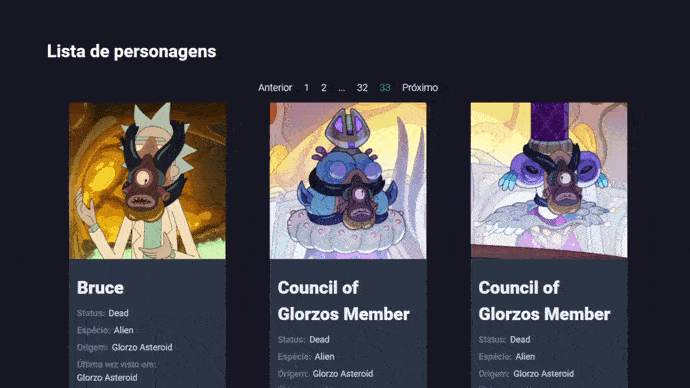 Lista de personagens
Anterior 1 2 ... 32 33 Próximo
Bruce
Status: Dead
Espécie: Alien
Origem: Glorzo Asteroid
Última vez visto em:
Glorzo Asteroid
Council of
Glorzos Member
Status: Dead
Espécie: Alien
Origem: Glorzo Asteroid
Council of
Glorzos Member
Status: Dead
Espécie: Alien
Origem: Glorzo Asteroid